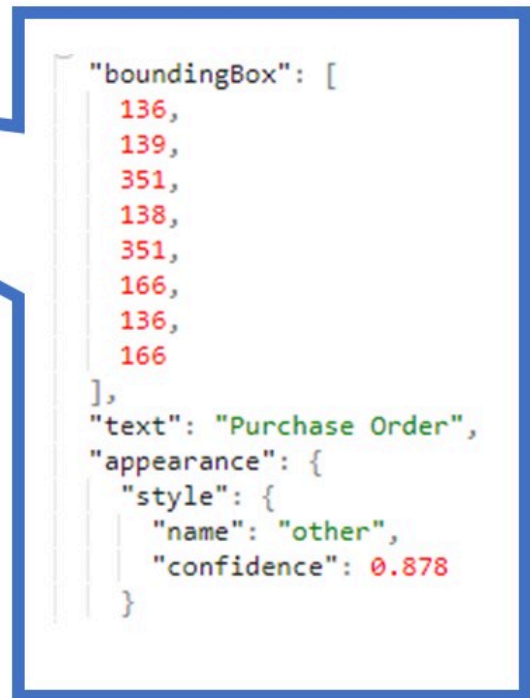 "boundingBox": [
136,
139,
351,
138,
351,
166,
136,
166
],
"text": "Purchase Order",
"appearance": {
"style": {
"name": "other",
"confidence": 0.878
}